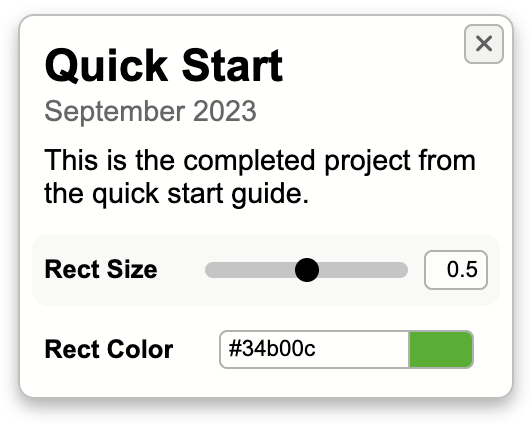 Quick Start
September 2023
This is the completed project from
the quick start guide.
Rect Size 0.5
Rect Color #34b00c